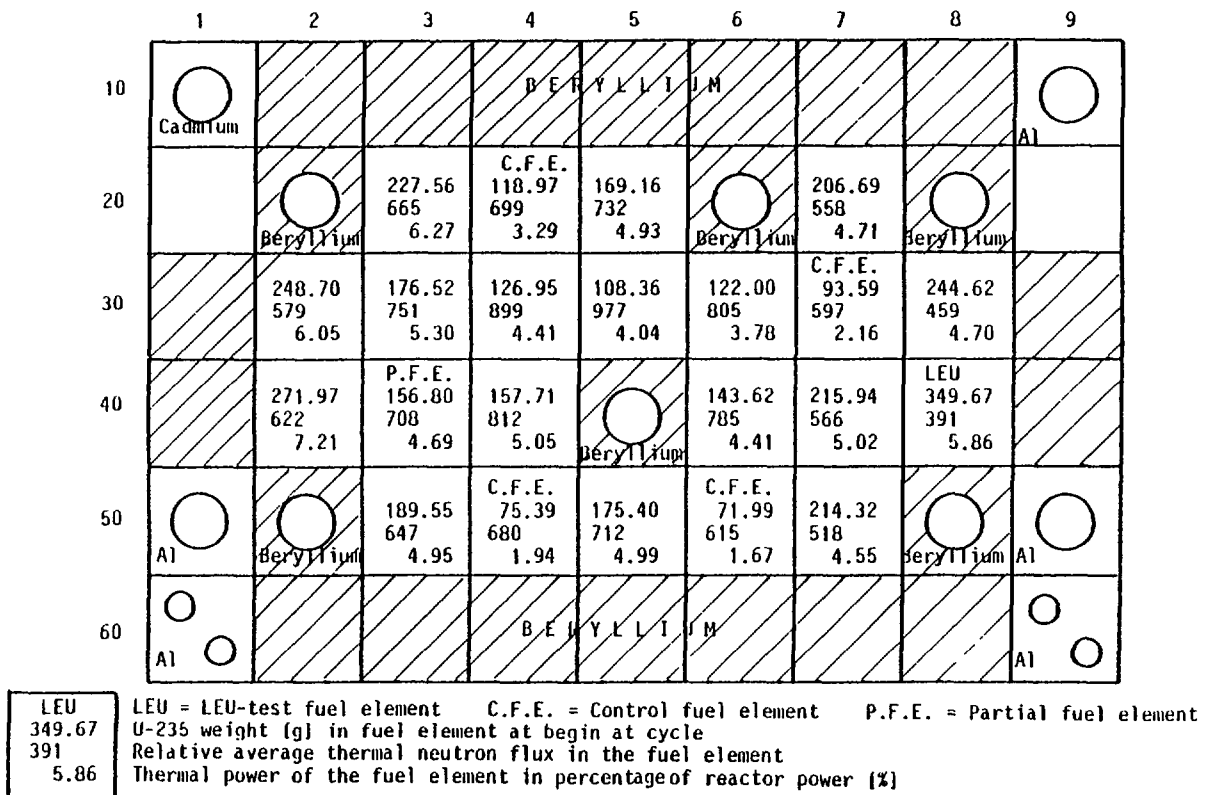 1 2 3 4 5 6 7 8 9
10
Cadmium
BERYLLIUM
Al
20
Beryllium
227.56
665
6.27
C.F.E.
118.97
699
3.29
169.16
732
4.93
Beryllium
206.69
558
4.71
Beryllium
30
248.70
579
6.05
176.52
751
5.30
126.95
899
4.41
108.36
977
4.04
122.00
805
3.78
C.F.E.
93.59
597
2.16
244.62
459
4.70
40
271.97
622
7.21
P.F.E.
156.80
708
4.69
157.71
812
5.05
Beryllium
143.62
785
4.41
215.94
566
5.02
LEU
349.67
391
5.86
50
Al
Beryllium
189.55
647
4.95
C.F.E.
75.39
680
1.94
175.40
712
4.99
C.F.E.
71.99
615
1.67
214.32
518
4.55
Beryllium
Al
60
Al
BERYLLIUM
Al
LEU
349.67
391
5.86
LEU = LEU-test fuel element C.F.E. = Control fuel element P.F.E. = Partial fuel element
U-235 weight [g] in fuel element at begin at cycle
Relative average thermal neutron flux in the fuel element
Thermal power of the fuel element in percentageof reactor power [%]